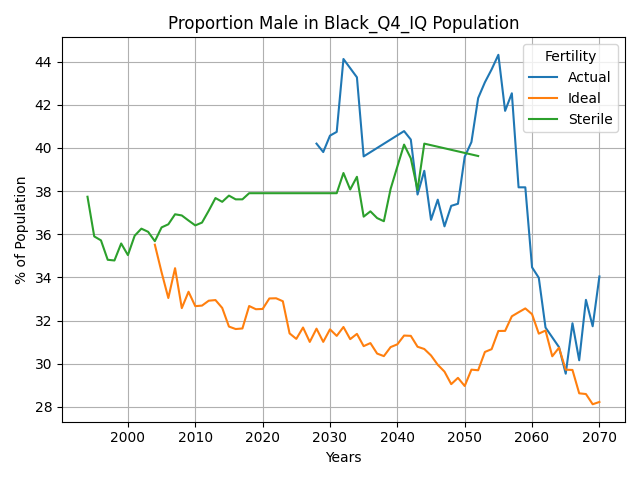 Proportion Male in Black_Q4_IQ Population
% of Population
44
42
40
38
36
34
32
30
28
Fertility
Actual
Ideal
Sterile
2000
2010
2020
2030
2040
2050
2060
2070
Years